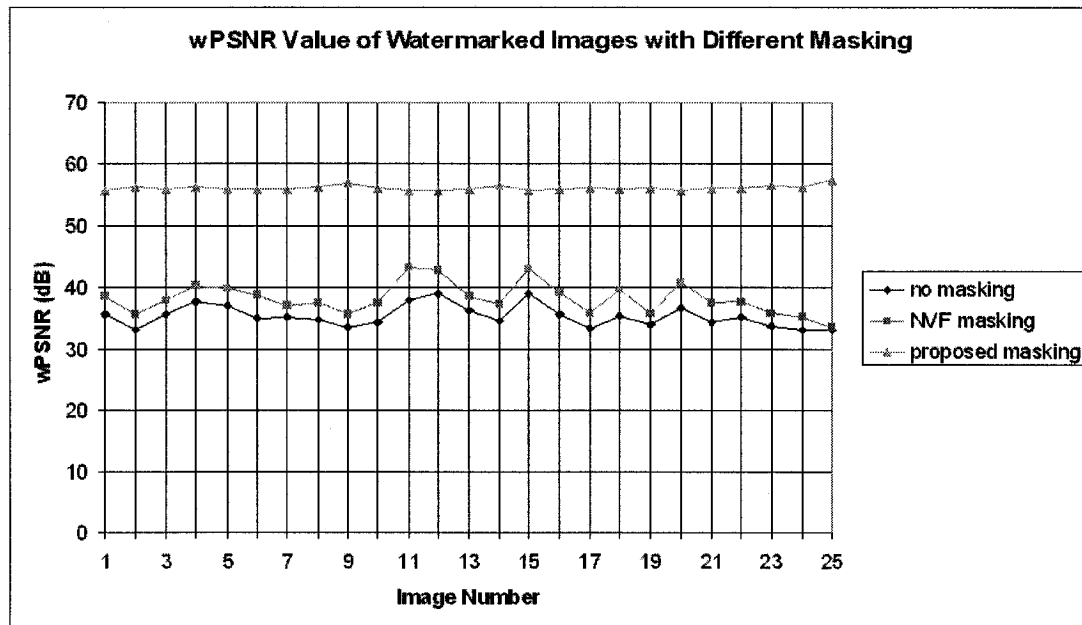 wPSNR Value of Watermarked Images with Different Masking
70
60
50
40
30
20
10
0
wPSNR (dB)
1 3 5 7 9 11 13 15 17 19 21 23 25
Image Number
no masking
NVF masking
proposed masking